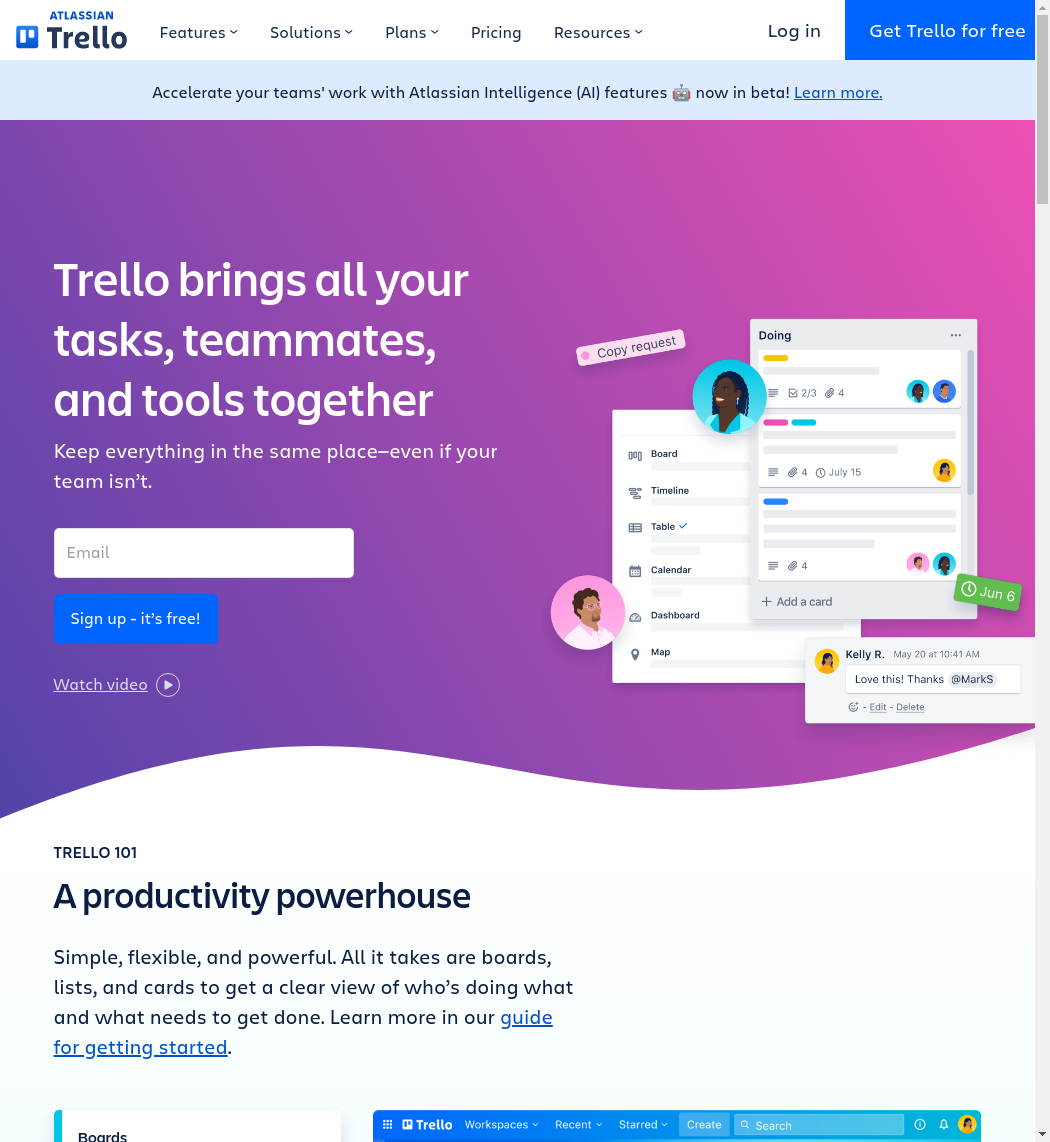 ATLASSIAN
Trello
Features
Solutions
Plans
Pricing
Resources
Log in
Get Trello for free
Accelerate your teams' work with Atlassian Intelligence (AI) features 🤖 now in beta! Learn more.
Trello brings all your
tasks, teammates,
and tools together
Keep everything in the same place—even if your
team isn’t.
Email
Sign up - it’s free!
Watch video
Copy request
Board
Timeline
Table
Calendar
Dashboard
Map
Doing
2/3
4
4
July 15
4
+ Add a card
Jun 6
Kelly R. May 20 at 10:41 AM
Love this! Thanks @MarkS
- Edit - Delete
TRELLO 101
A productivity powerhouse
Simple, flexible, and powerful. All it takes are boards,
lists, and cards to get a clear view of who’s doing what
and what needs to get done. Learn more in our guide
for getting started.
Boards
Trello
Workspaces
Recent
Starred
Create
Search